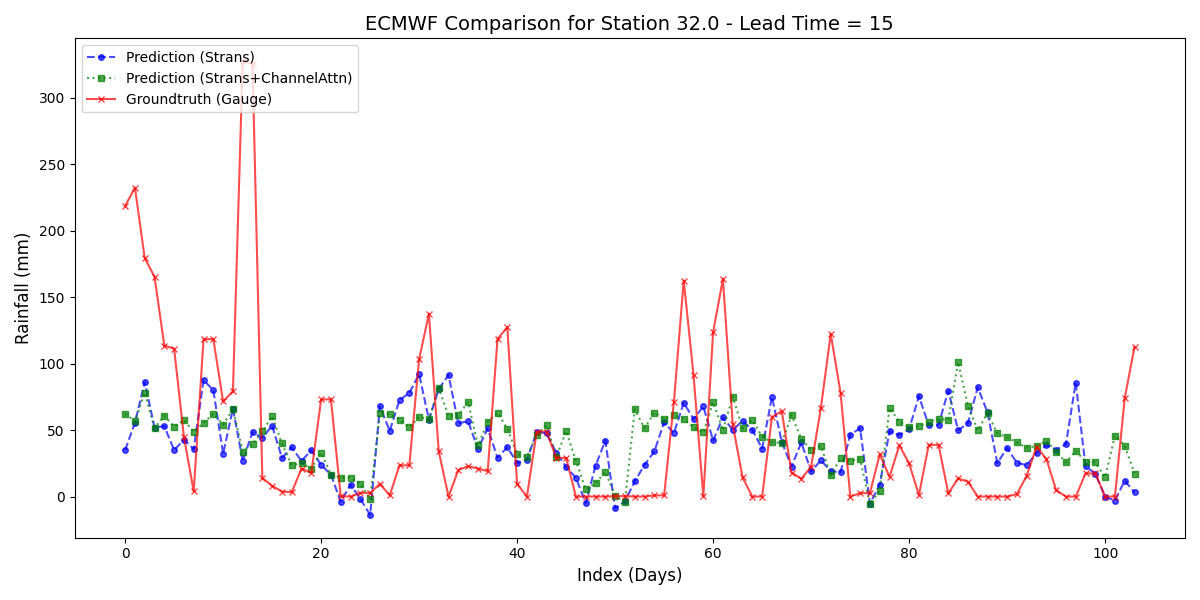 ECMWF Comparison for Station 32.0 - Lead Time = 15
Prediction (Strans)
Prediction (Strans+ChannelAttn)
Groundtruth (Gauge)
Rainfall (mm)
300
250
200
150
100
50
0
0 20 40 60 80 100
Index (Days)